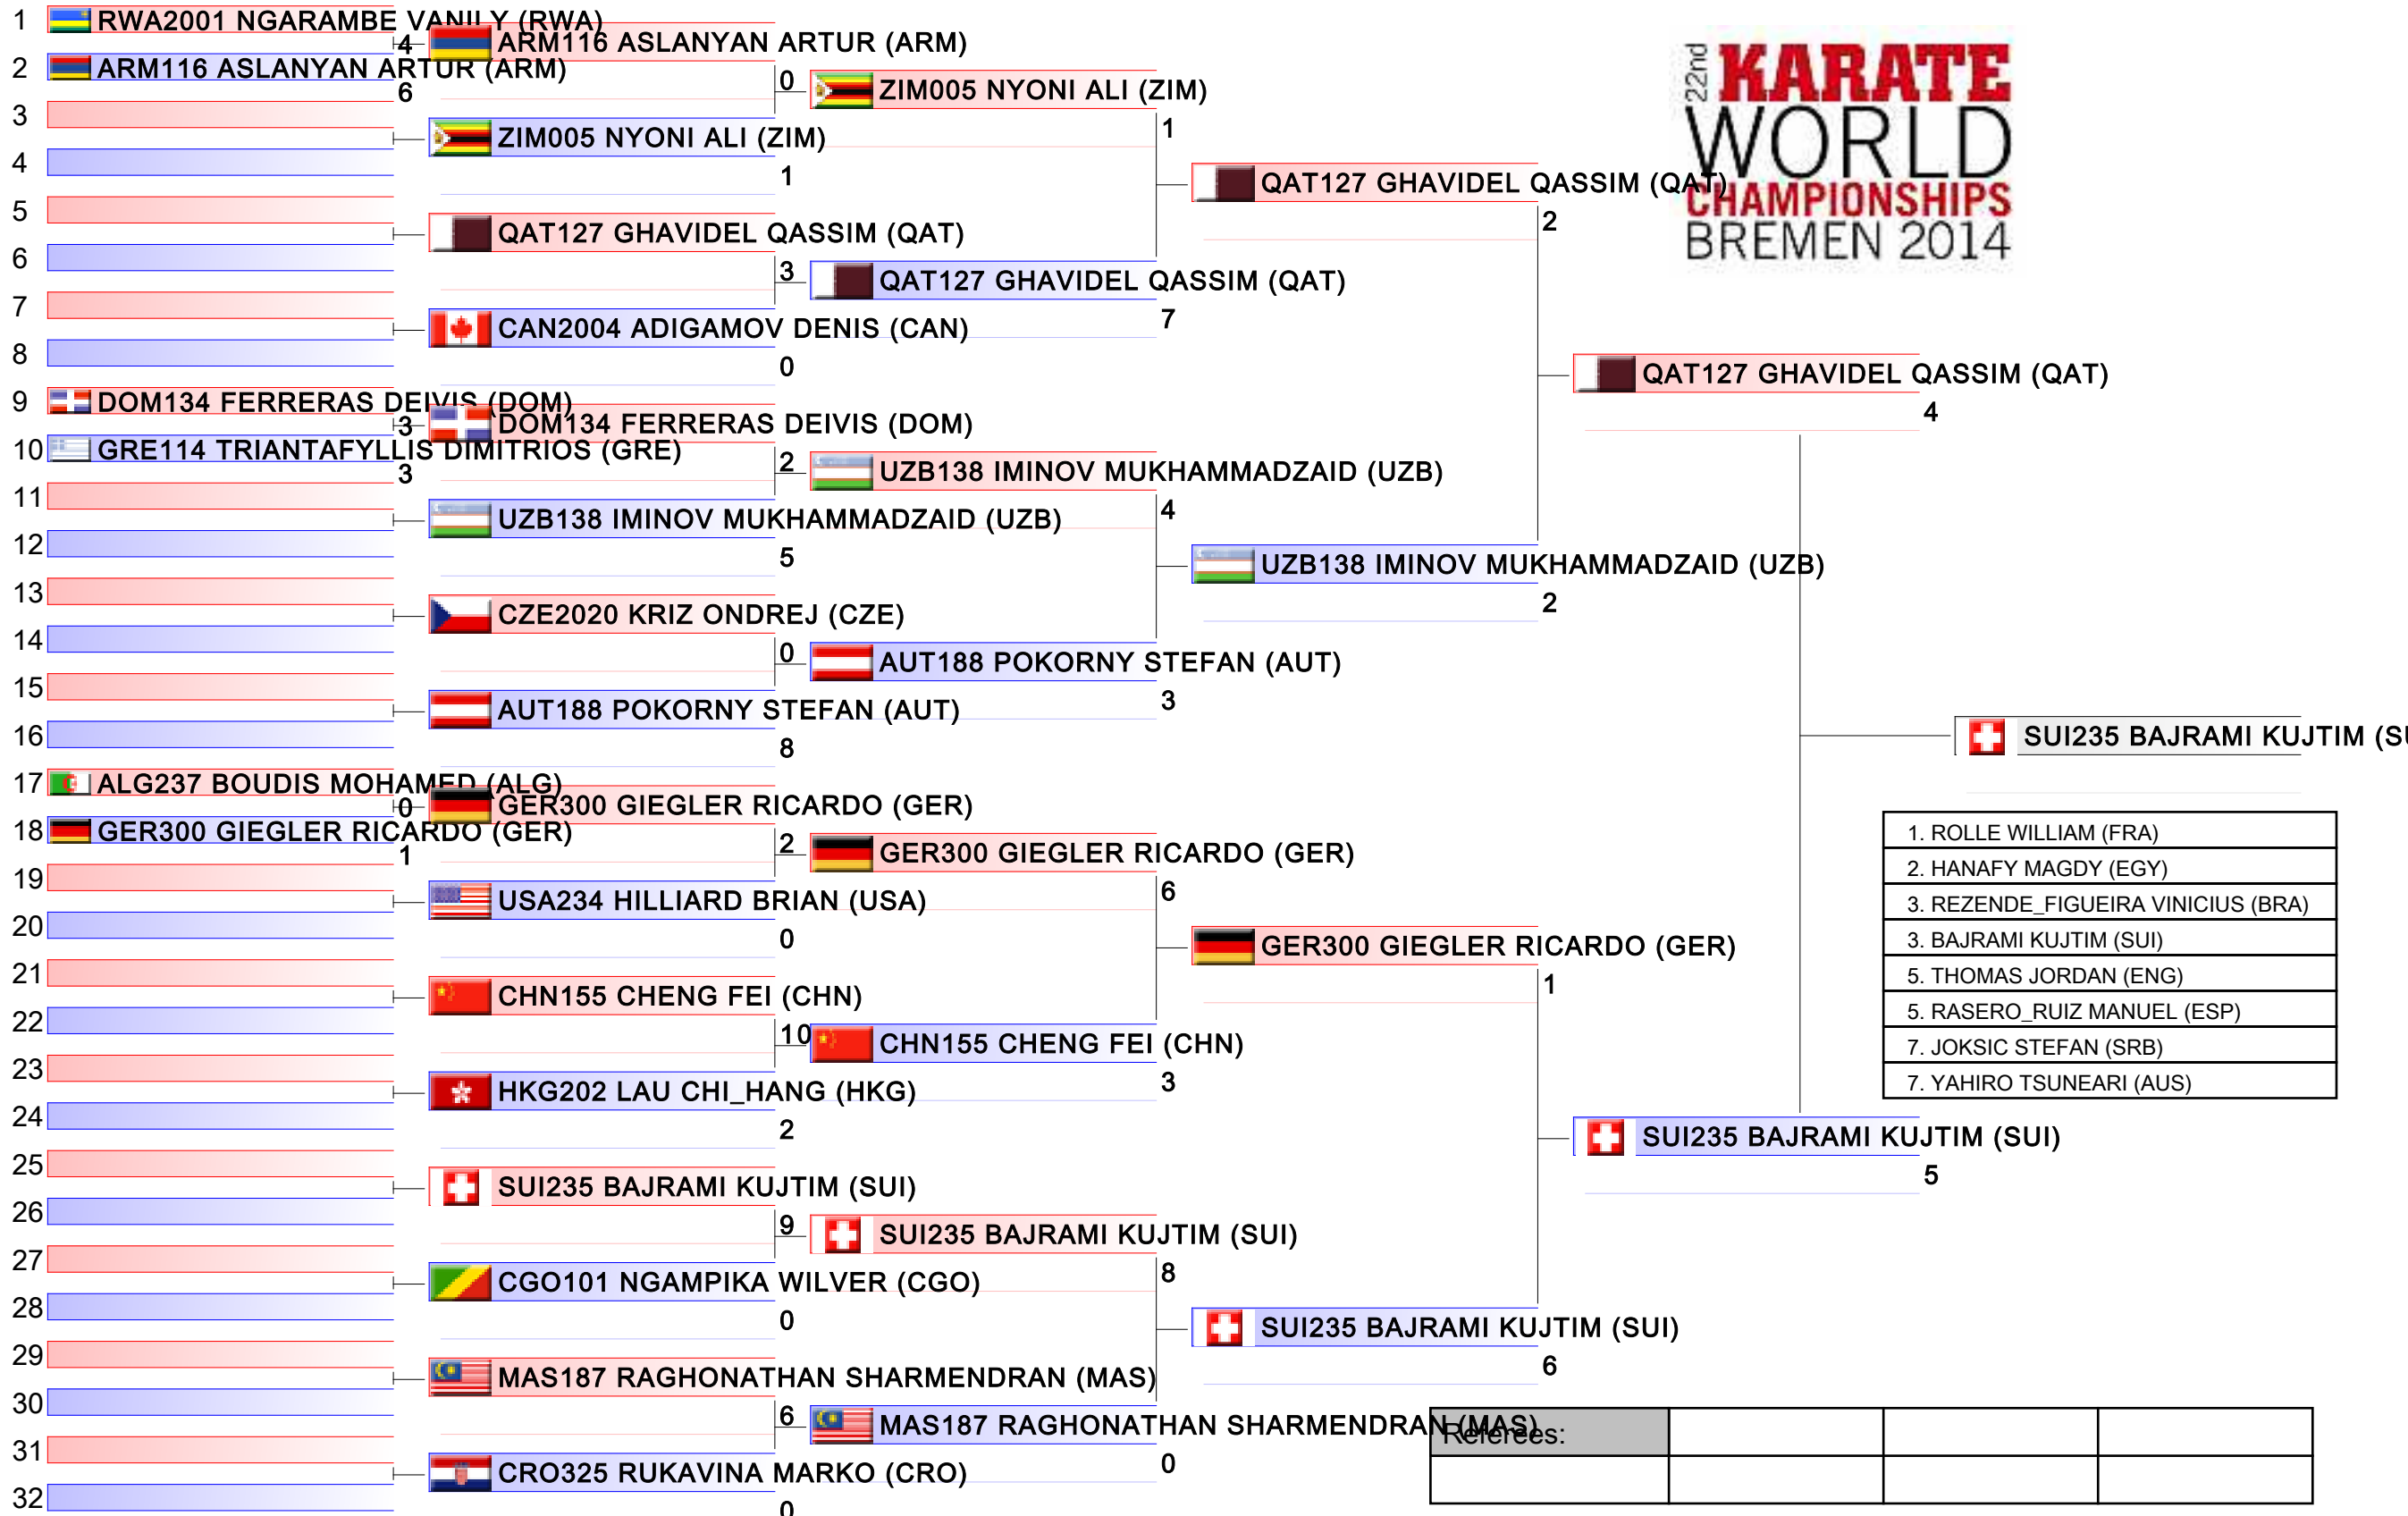 1 RWA2001 NGARAMBE VANILY (RWA)
4
2 ARM116 ASLANYAN ARTUR (ARM)
6
3
4
5
6
7
8
9 DOM134 FERRERAS DEIVIS (DOM)
3
10 GRE114 TRIANTAFYLLIS DIMITRIOS (GRE)
3
11
12
13
14
15
16
17 ALG237 BOUDIS MOHAMED (ALG)
0
18 GER300 GIEGLER RICARDO (GER)
1
19
20
21
22
23
24
25
26
27
28
29
30
31
32
ARM116 ASLANYAN ARTUR (ARM)
0
ZIM005 NYONI ALI (ZIM)
1
QAT127 GHAVIDEL QASSIM (QAT)
3
CAN2004 ADIGAMOV DENIS (CAN)
0
DOM134 FERRERAS DEIVIS (DOM)
2
UZB138 IMINOV MUKHAMMADZAID (UZB)
5
CZE2020 KRIZ ONDREJ (CZE)
0
AUT188 POKORNY STEFAN (AUT)
8
GER300 GIEGLER RICARDO (GER)
2
USA234 HILLIARD BRIAN (USA)
0
CHN155 CHENG FEI (CHN)
10
HKG202 LAU CHI_HANG (HKG)
2
SUI235 BAJRAMI KUJTIM (SUI)
9
CGO101 NGAMPIKA WILVER (CGO)
0
MAS187 RAGHONATHAN SHARMENDRAN (MAS)
6
CRO325 RUKAVINA MARKO (CRO)
0
ZIM005 NYONI ALI (ZIM)
1
QAT127 GHAVIDEL QASSIM (QAT)
7
UZB138 IMINOV MUKHAMMADZAID (UZB)
4
AUT188 POKORNY STEFAN (AUT)
3
GER300 GIEGLER RICARDO (GER)
6
CHN155 CHENG FEI (CHN)
3
SUI235 BAJRAMI KUJTIM (SUI)
8
MAS187 RAGHONATHAN SHARMENDRAN (MAS)
0
QAT127 GHAVIDEL QASSIM (QAT)
2
UZB138 IMINOV MUKHAMMADZAID (UZB)
2
GER300 GIEGLER RICARDO (GER)
1
SUI235 BAJRAMI KUJTIM (SUI)
6
QAT127 GHAVIDEL QASSIM (QAT)
4
SUI235 BAJRAMI KUJTIM (SUI)
5
SUI235 BAJRAMI KUJTIM (SU
22nd KARATE
WORLD
CHAMPIONSHIPS
BREMEN 2014
1. ROLLE WILLIAM (FRA)
2. HANAFY MAGDY (EGY)
3. REZENDE_FIGUEIRA VINICIUS (BRA)
3. BAJRAMI KUJTIM (SUI)
5. THOMAS JORDAN (ENG)
5. RASERO_RUIZ MANUEL (ESP)
7. JOKSIC STEFAN (SRB)
7. YAHIRO TSUNEARI (AUS)
Referees: